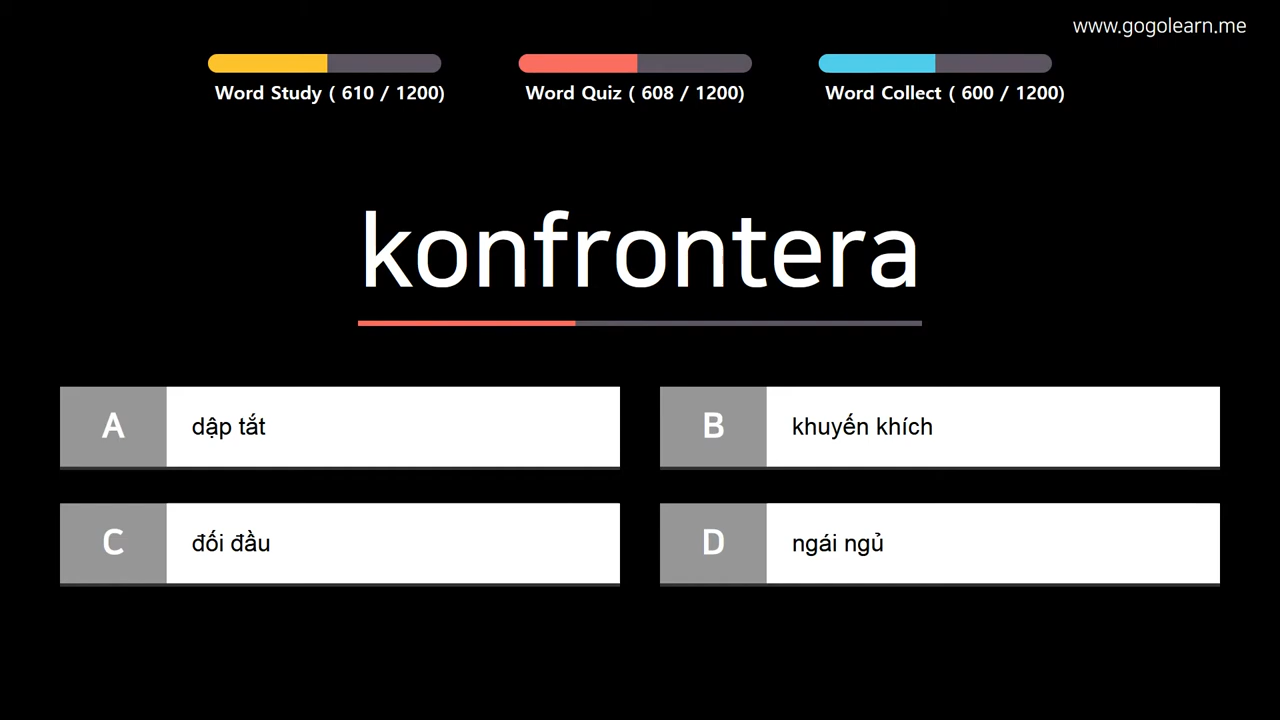 www.gogolearn.me
Word Study ( 610 / 1200)
Word Quiz ( 608 / 1200)
Word Collect ( 600 / 1200)
konfrontera
A dập tắt
B khuyến khích
C đối đầu
D ngái ngủ